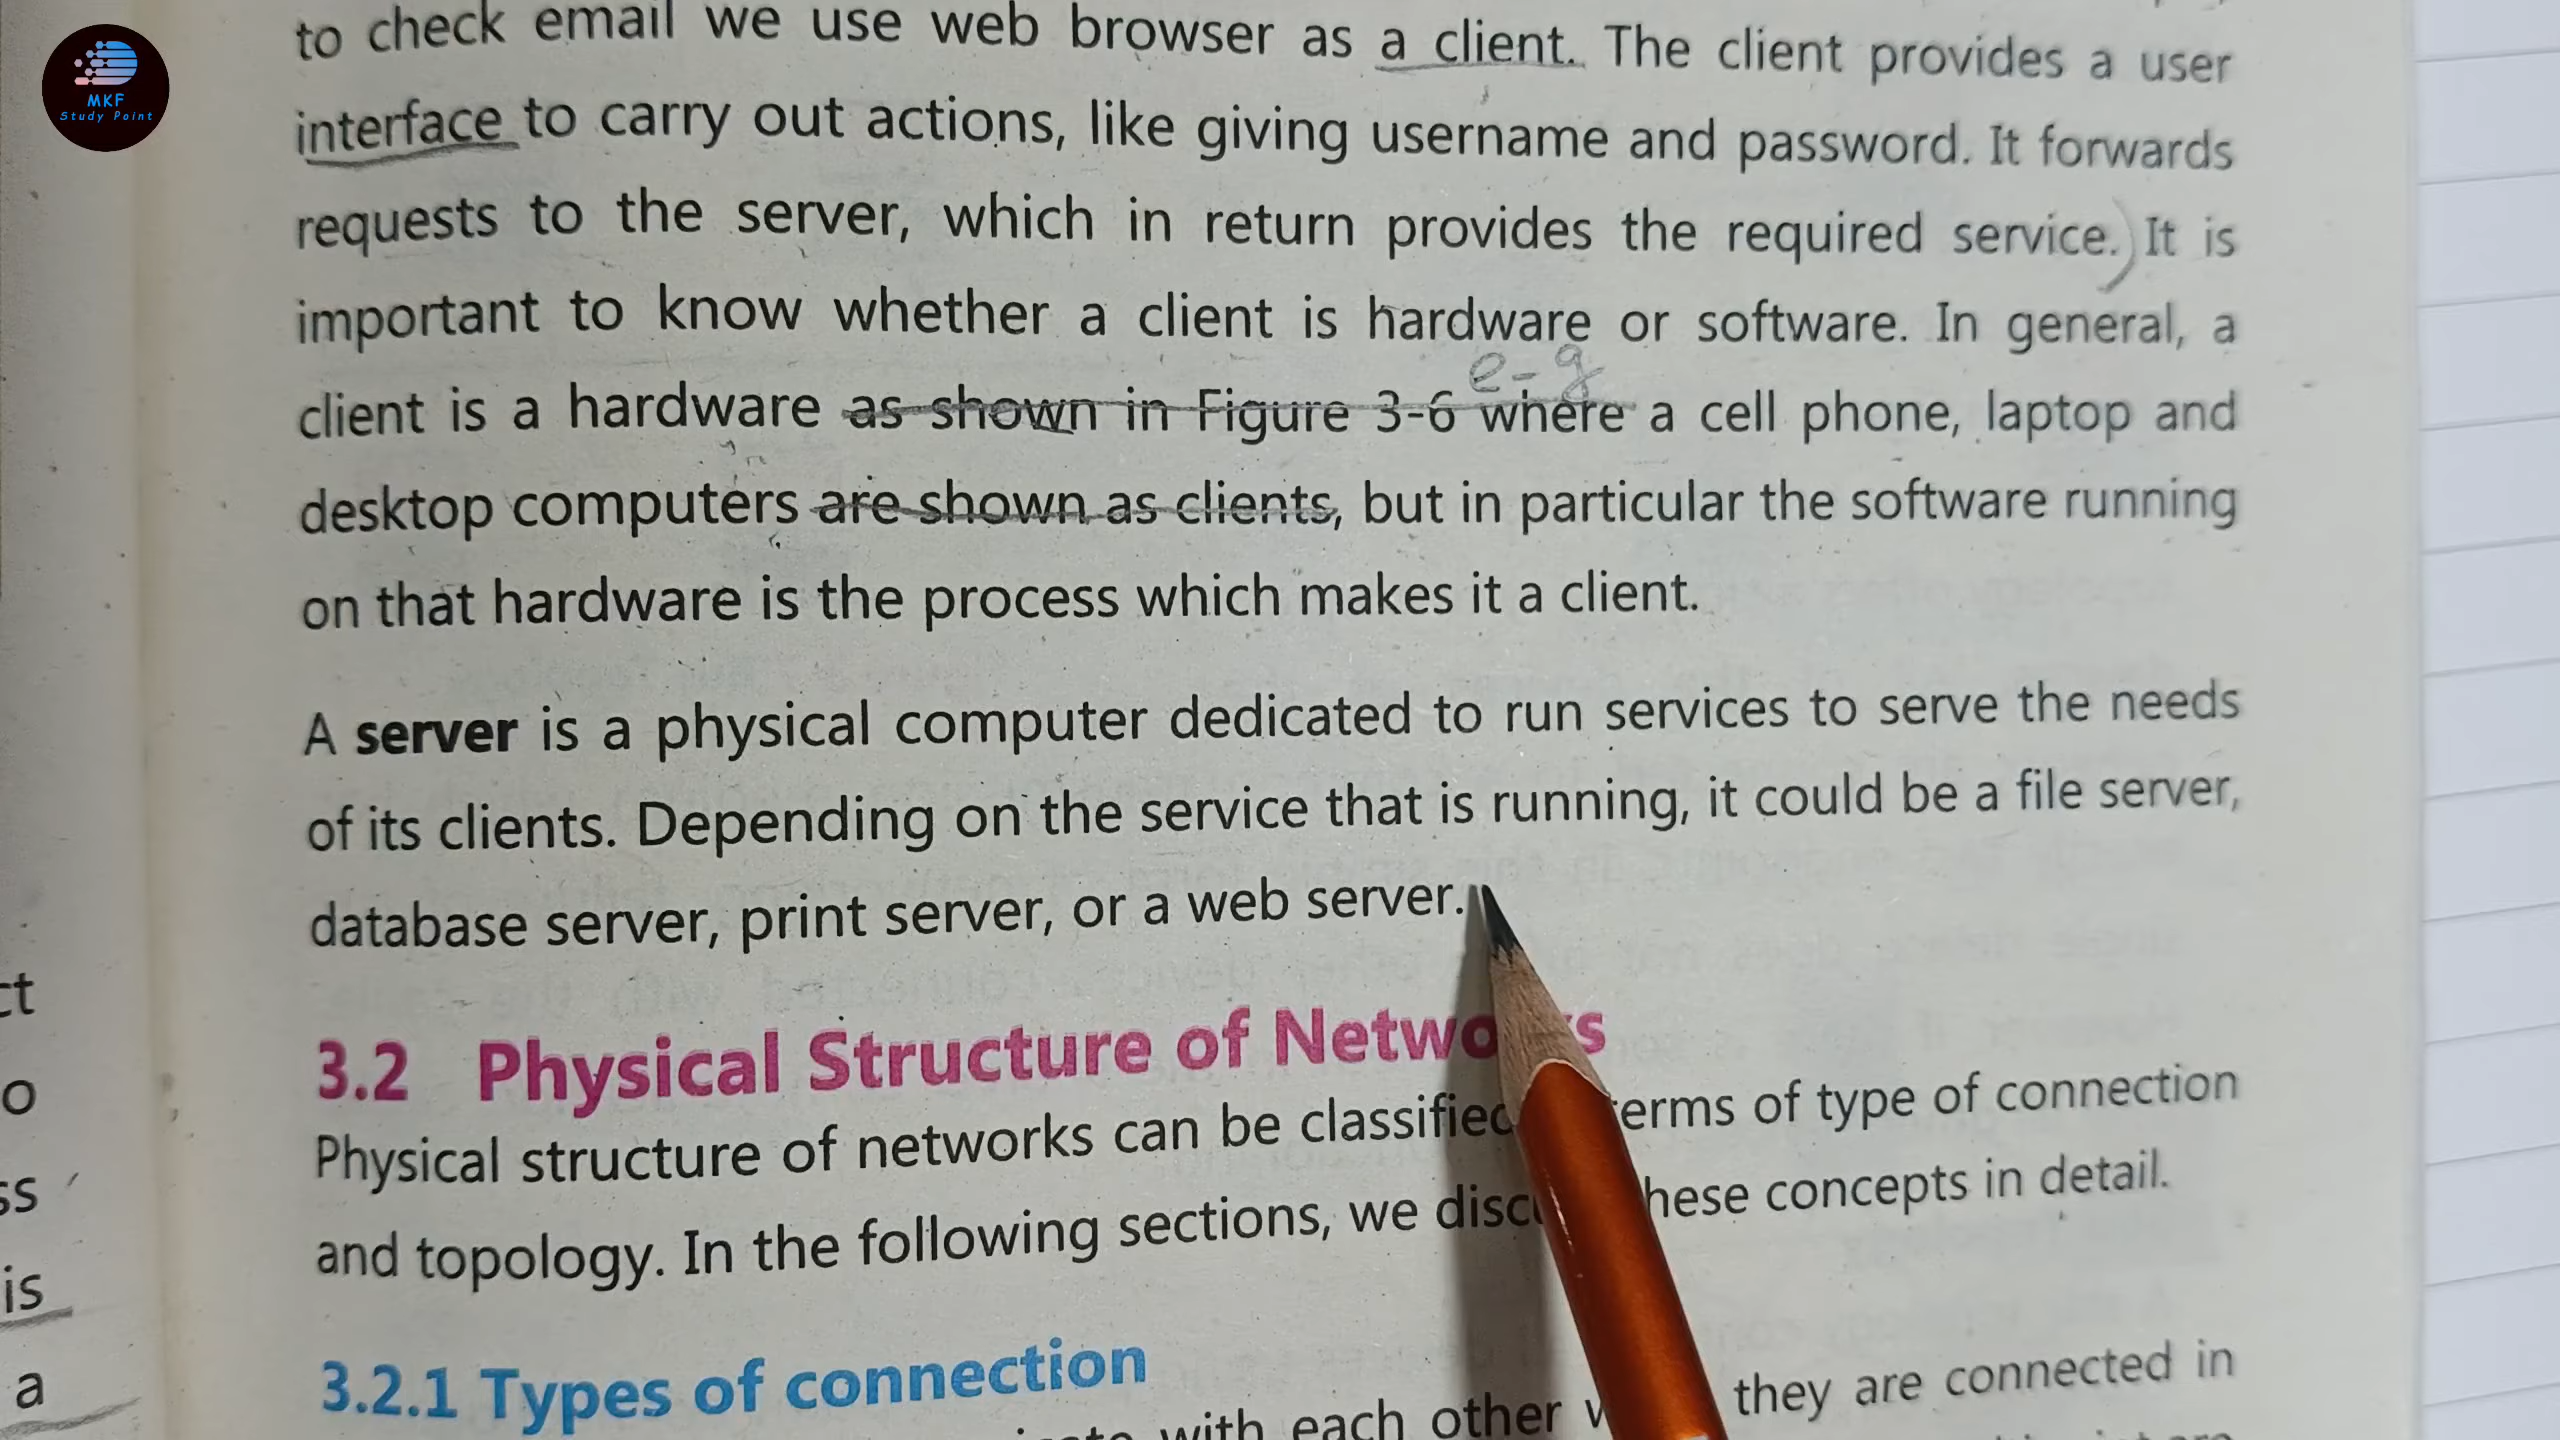 MKF
Study Point
to check email we use web browser as a client. The client provides a user
interface to carry out actions, like giving username and password. It forwards
requests to the server, which in return provides the required service. It is
important to know whether a client is hardware or software. In general, a
e-g
client is a hardware as shown in Figure 3-6 where a cell phone, laptop and
desktop computers are shown as clients, but in particular the software running
on that hardware is the process which makes it a client.
A server is a physical computer dedicated to run services to serve the needs
of its clients. Depending on the service that is running, it could be a file server,
database server, print server, or a web server.
3.2 Physical Structure of Networks
Physical structure of networks can be classified terms of type of connection
and topology. In the following sections, we discuss these concepts in detail.
3.2.1 Types of connection
with each other they are connected in
ct
o
ss
is
a